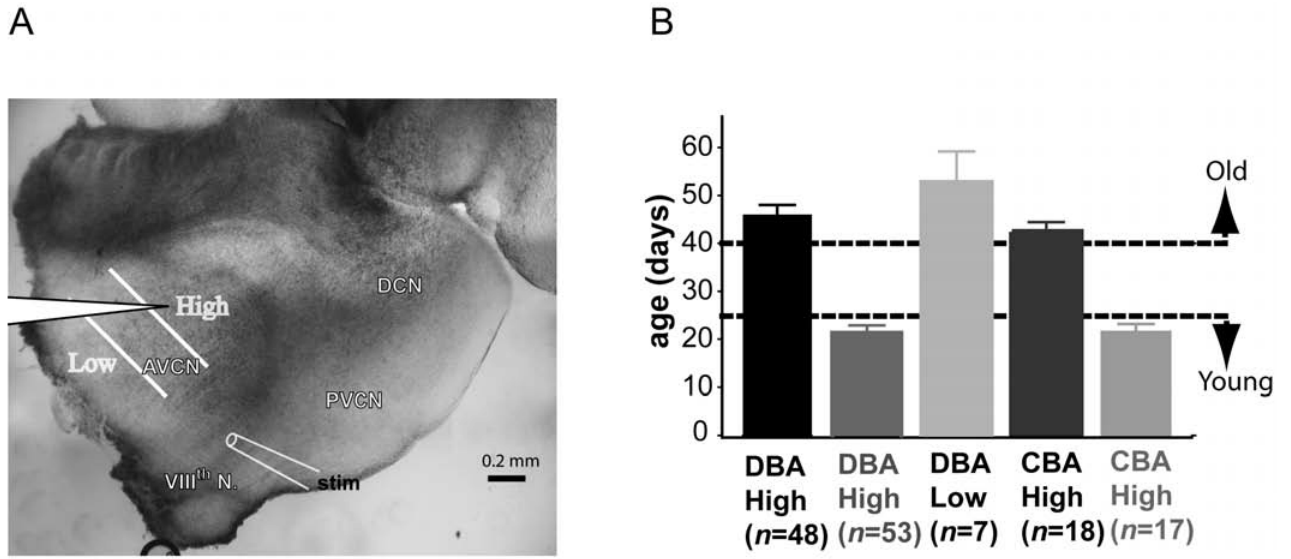 A
High
DCN
Low
AVCN
PVCN
VIIIth N.
stim
0.2 mm
B
age (days)
60
50
40
30
20
10
0
Old
Young
DBA High (n=48)
DBA High (n=53)
DBA Low (n=7)
CBA High (n=18)
CBA High (n=17)